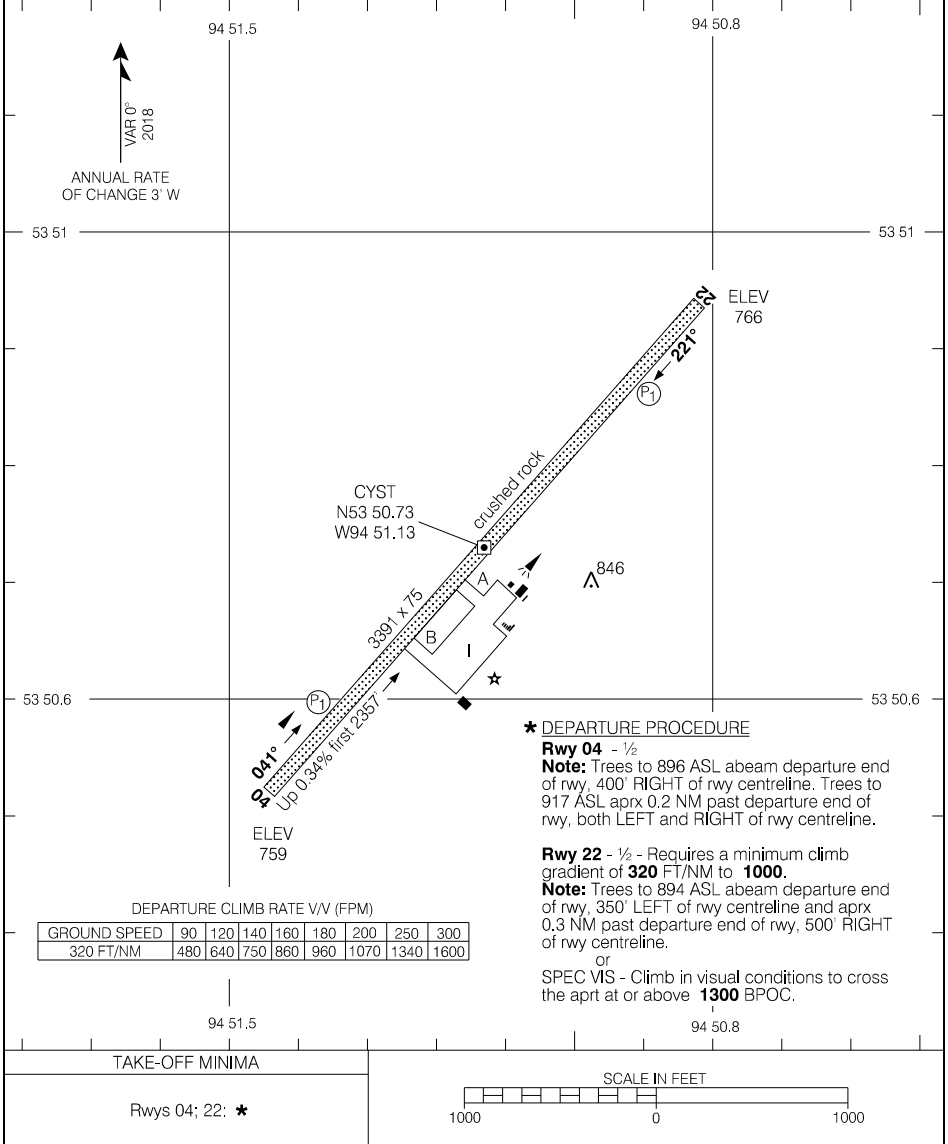 94 51.5
94 50.8
VAR 0°
2018
ANNUAL RATE
OF CHANGE 3' W
53 51
53 51
22
ELEV
766
221°
P1
crushed rock
CYST
N53 50.73
W94 51.13
846
A
3391 x 75
B
I
53 50.6
P1
53 50.6
041°
Up 0.34% first 2357'
04
ELEV
759
* DEPARTURE PROCEDURE
Rwy 04 - ½
Note: Trees to 896 ASL abeam departure end
of rwy, 400' RIGHT of rwy centreline. Trees to
917 ASL aprx 0.2 NM past departure end of
rwy, both LEFT and RIGHT of rwy centreline.
Rwy 22 - ½ - Requires a minimum climb
gradient of 320 FT/NM to 1000.
Note: Trees to 894 ASL abeam departure end
of rwy, 350' LEFT of rwy centreline and aprx
0.3 NM past departure end of rwy, 500' RIGHT
of rwy centreline.
or
SPEC VIS - Climb in visual conditions to cross
the aprt at or above 1300 BPOC.
DEPARTURE CLIMB RATE V/V (FPM)
GROUND SPEED 90 120 140 160 180 200 250 300
320 FT/NM 480 640 750 860 960 1070 1340 1600
94 51.5
94 50.8
TAKE-OFF MINIMA
Rwys 04; 22: *
SCALE IN FEET
1000 0 1000